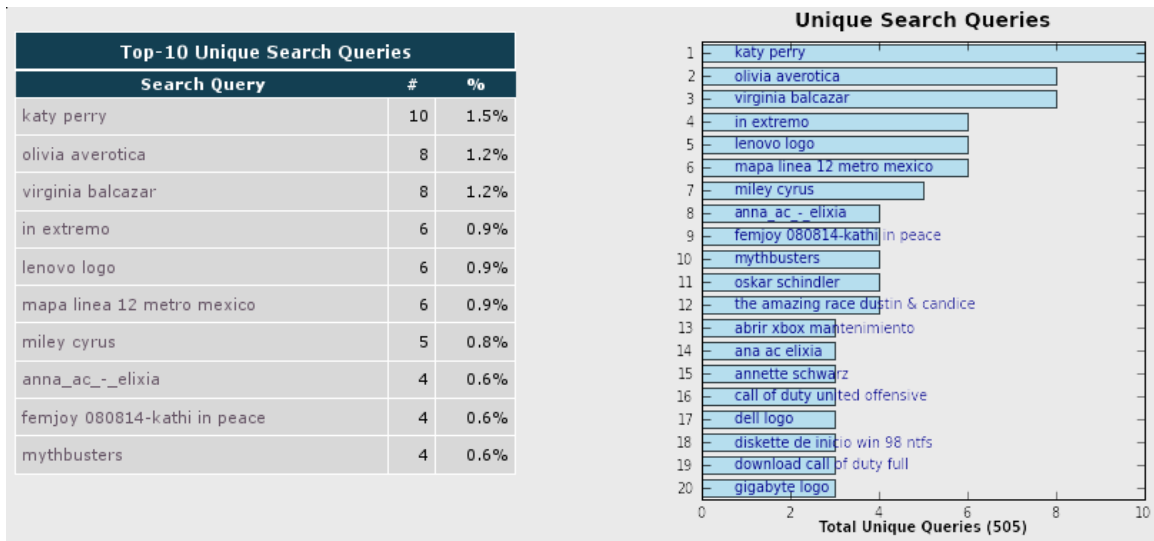 Top-10 Unique Search Queries
Search Query # %
katy perry 10 1.5%
olivia averotica 8 1.2%
virginia balcazar 8 1.2%
in extremo 6 0.9%
lenovo logo 6 0.9%
mapa linea 12 metro mexico 6 0.9%
miley cyrus 5 0.8%
anna_ac_-_elixia 4 0.6%
femjoy 080814-kathi in peace 4 0.6%
mythbusters 4 0.6%
Unique Search Queries
1 katy perry
2 olivia averotica
3 virginia balcazar
4 in extremo
5 lenovo logo
6 mapa linea 12 metro mexico
7 miley cyrus
8 anna_ac_-_elixia
9 femjoy 080814-kathi in peace
10 mythbusters
11 oskar schindler
12 the amazing race dustin & candice
13 abrir xbox mantenimiento
14 ana ac elixia
15 annette schwarz
16 call of duty united offensive
17 dell logo
18 diskette de inicio win 98 ntfs
19 download call of duty full
20 gigabyte logo
0 2 4 6 8 10
Total Unique Queries (505)